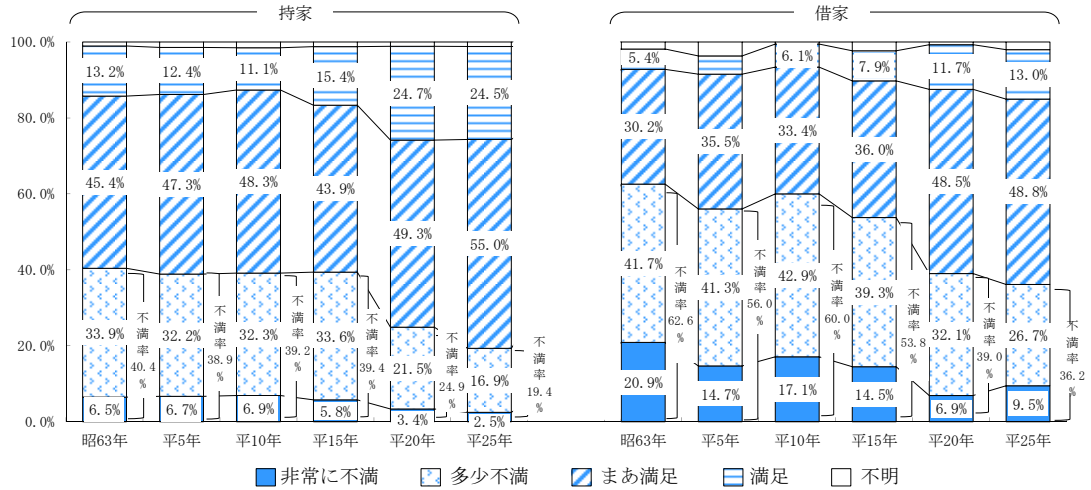 持家
借家
100.0%
80.0%
60.0%
40.0%
20.0%
0.0%
13.2%
12.4%
11.1%
15.4%
24.7%
24.5%
45.4%
47.3%
48.3%
43.9%
49.3%
55.0%
33.9%
32.2%
32.3%
33.6%
21.5%
16.9%
6.5%
6.7%
6.9%
5.8%
3.4%
2.5%
不満率40.4%
不満率38.9%
不満率39.2%
不満率39.4%
不満率24.9%
不満率19.4%
昭63年
平5年
平10年
平15年
平20年
平25年
5.4%
6.1%
7.9%
11.7%
13.0%
30.2%
35.5%
33.4%
36.0%
48.5%
48.8%
41.7%
41.3%
42.9%
39.3%
32.1%
26.7%
20.9%
14.7%
17.1%
14.5%
6.9%
9.5%
不満率62.6%
不満率56.0%
不満率60.0%
不満率53.8%
不満率39.0%
不満率36.2%
昭63年
平5年
平10年
平15年
平20年
平25年
非常に不満
多少不満
まあ満足
満足
不明